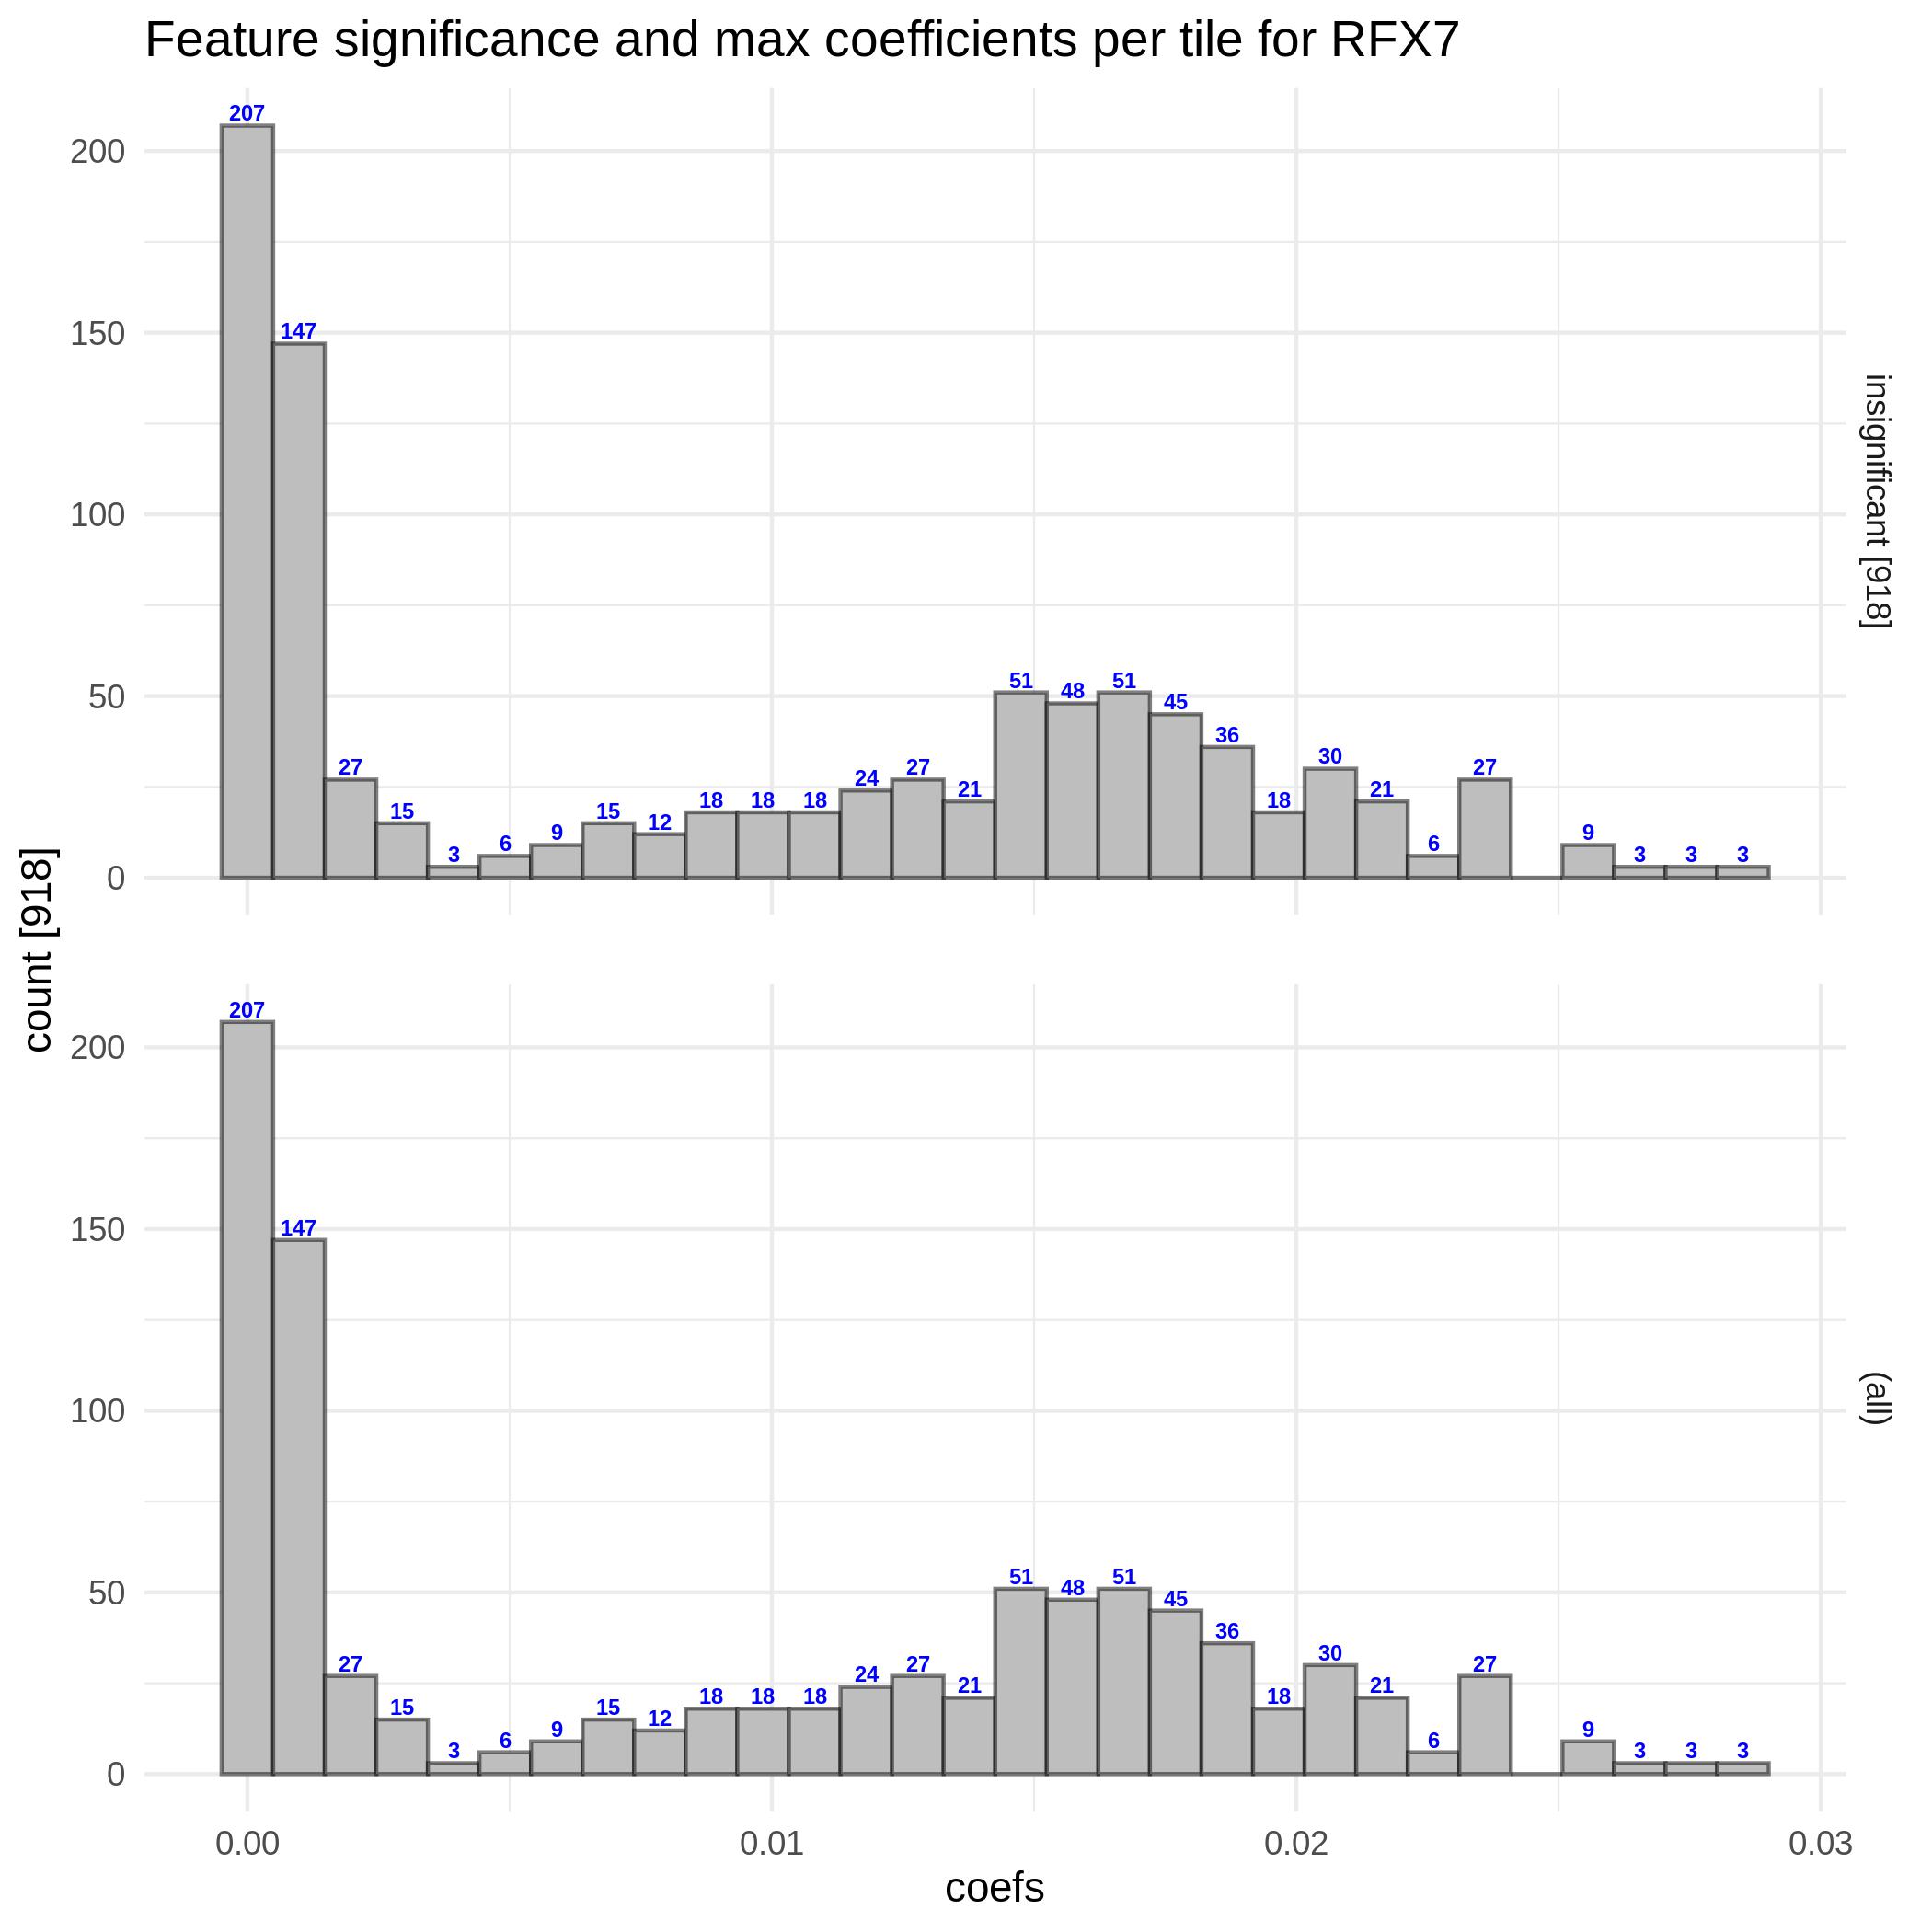 Feature significance and max coefficients per tile for RFX7
207
200
147
150
insignificant [918]
100
51 48 51 45 36 30 27 27 27 24 21 21 18 18 18 18 15 15 12 9 9 6 6 3 3 3 3
50
0
count [918]
207
200
147
150
(all)
100
51 48 51 45 36 30 27 27 27 24 21 21 18 18 18 18 15 15 12 9 9 6 6 3 3 3 3
50
0
0.00 0.01 0.02 0.03
coefs